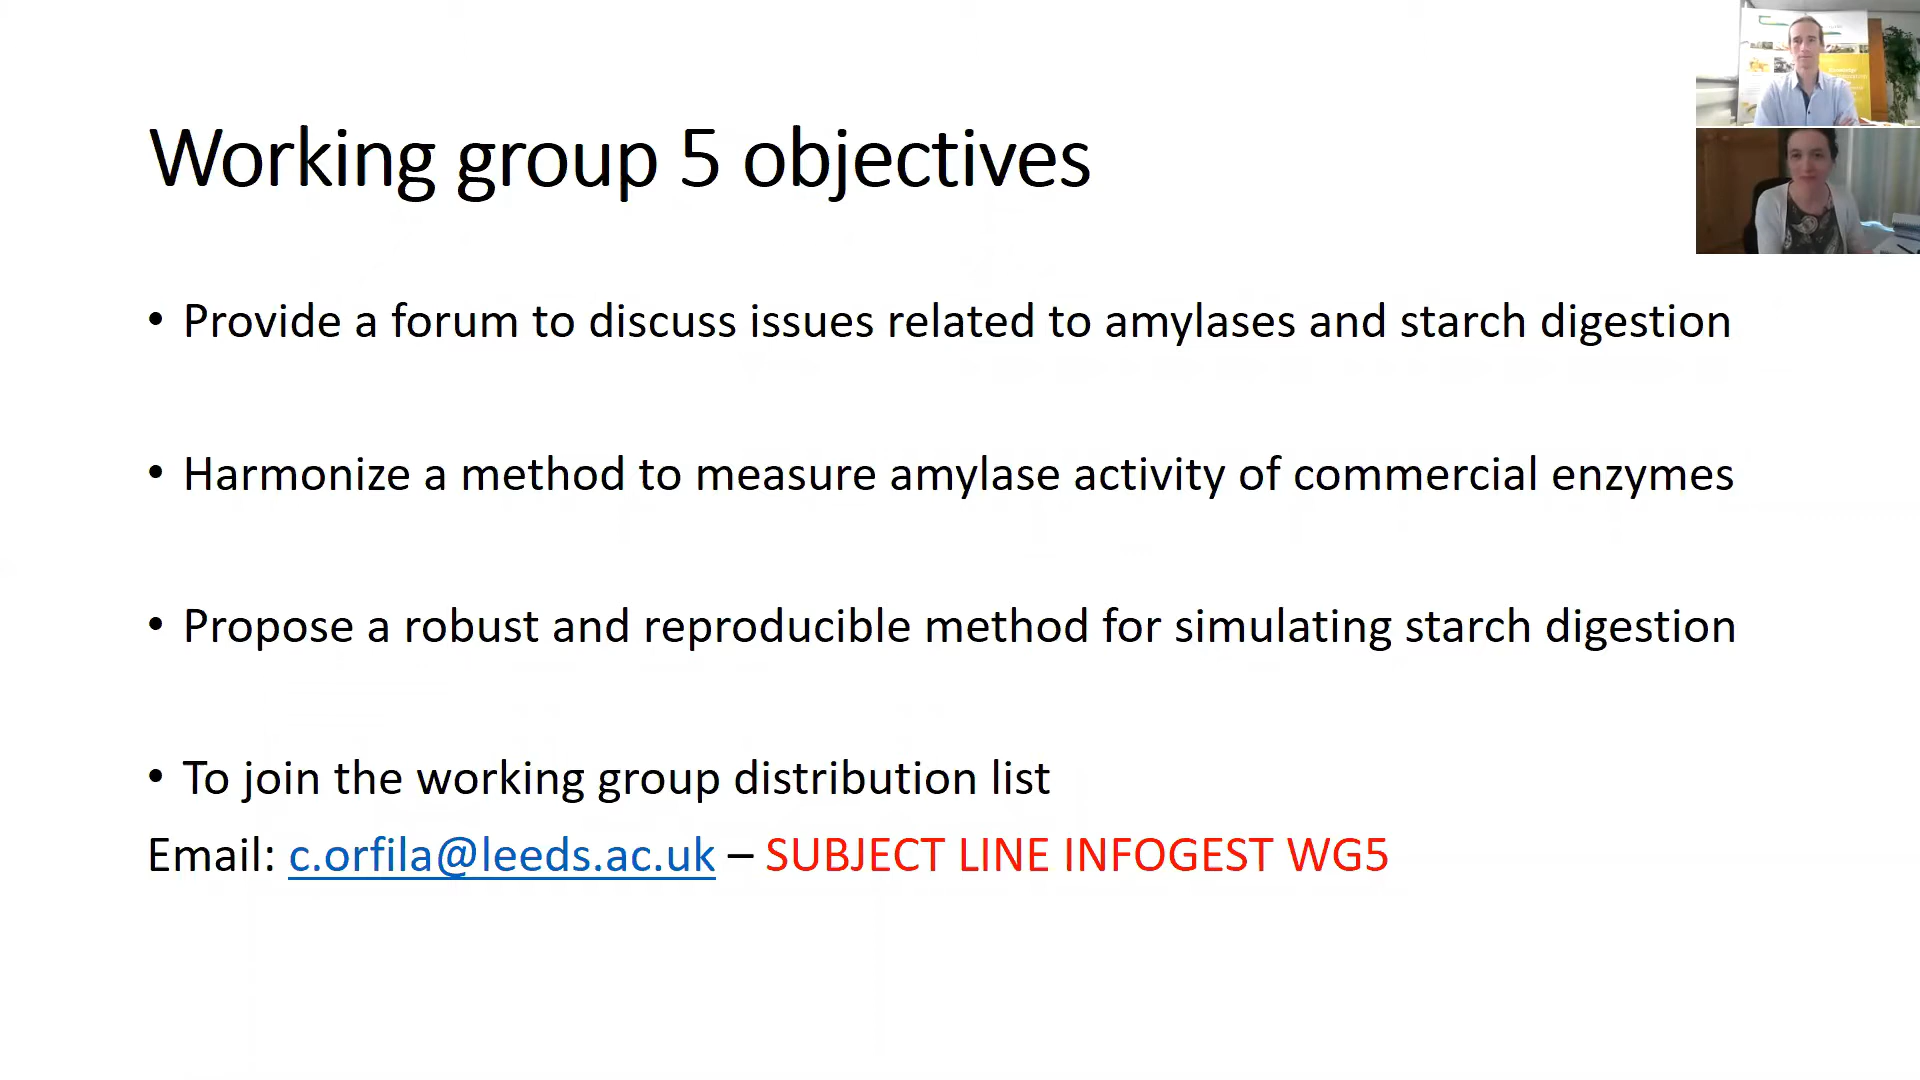 Working group 5 objectives
• Provide a forum to discuss issues related to amylases and starch digestion
• Harmonize a method to measure amylase activity of commercial enzymes
• Propose a robust and reproducible method for simulating starch digestion
• To join the working group distribution list
Email: c.orfila@leeds.ac.uk – SUBJECT LINE INFOGEST WG5